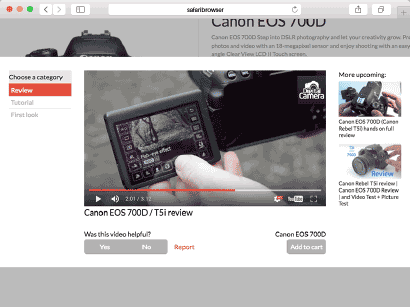 safaribrowser
Canon EOS 700D
Canon EOS 700D Step into DSLR photography and let your creativity grow.
photos and video with an 18-megapixel sensor and enjoy shooting with an easy
angle Clear View LCD II Touch screen.
Choose a category
Review
Tutorial
First look
Digital
Camera
Fish-eye effect
2:01 / 3:12
YouTube
Canon EOS 700D / T5i review
Was this video helpful?
Yes
No
Report
Canon EOS 700D
Add to cart
More upcoming:
Canon EOS 700D (Canon
Rebel T5i) hands on full
review
Review
Canon Rebel T5i review |
Canon EOS 700D Review
| and Video Test + Picture
Test